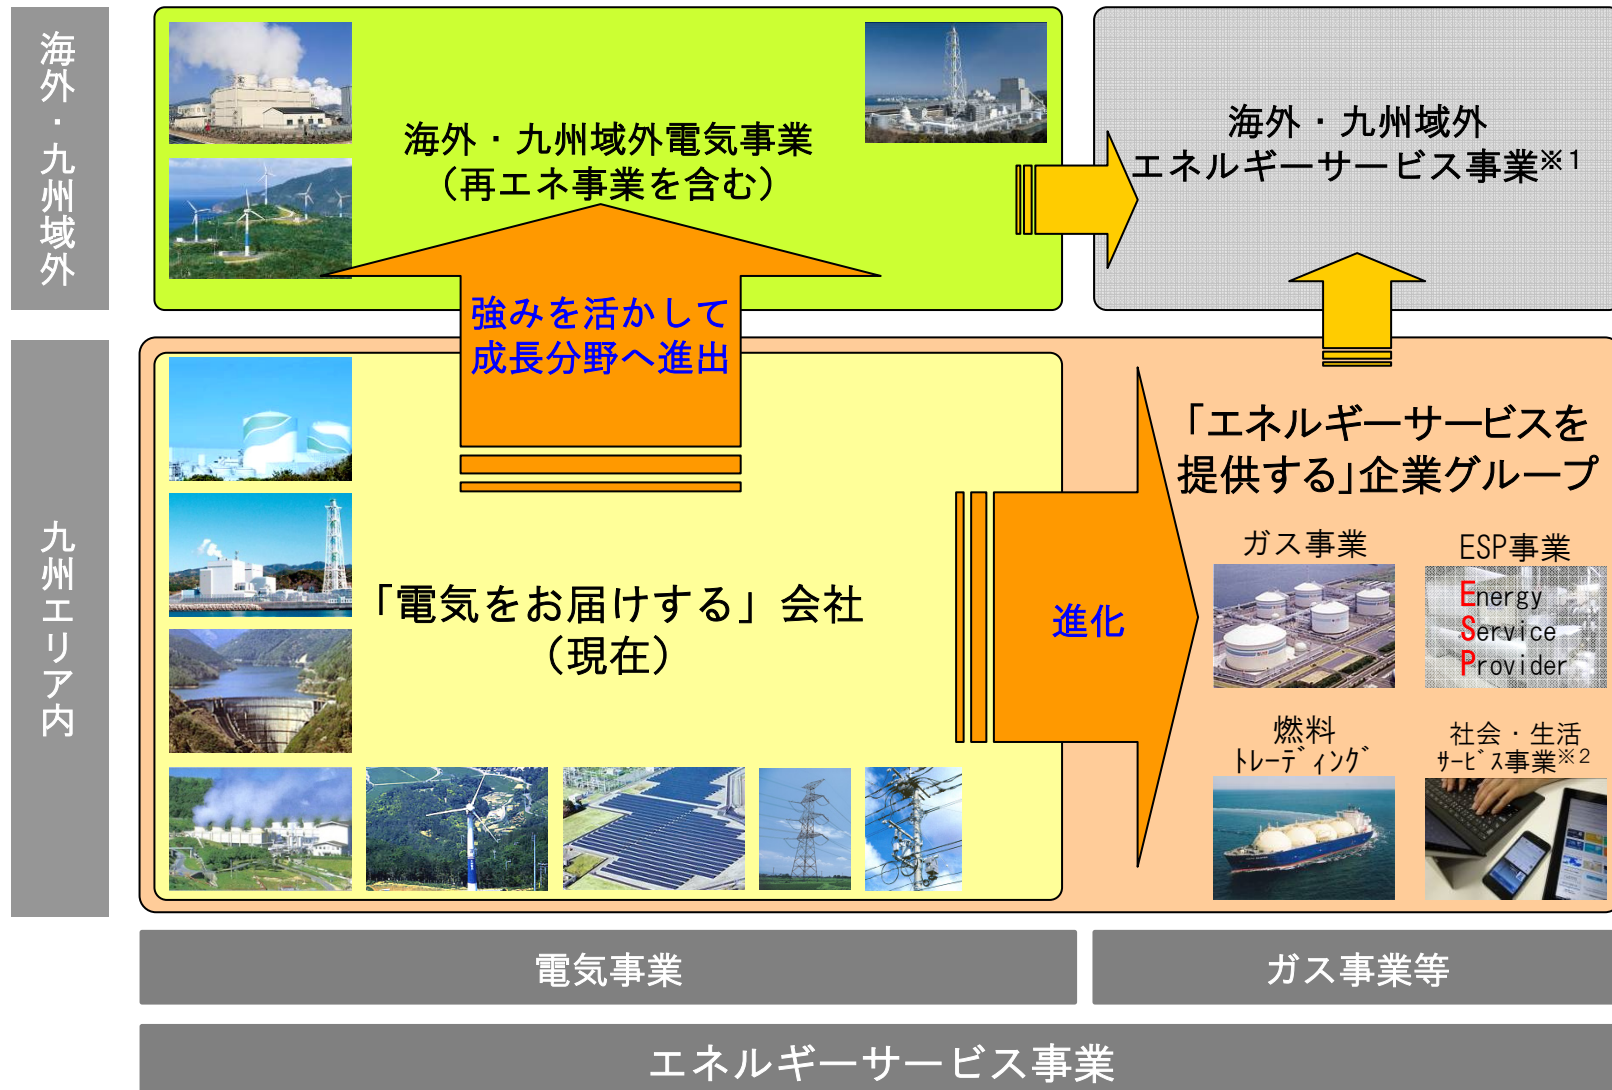 海外・九州域外
海外・九州域外電気事業
（再エネ事業を含む）
海外・九州域外
エネルギーサービス事業※1
強みを活かして
成長分野へ進出
九州エリア内
「電気をお届けする」会社
（現在）
進化
「エネルギーサービスを
提供する」企業グループ
ガス事業
ESP事業
Energy
Service
Provider
燃料
ﾄﾚｰﾃﾞｨﾝｸﾞ
社会・生活
ｻｰﾋﾞｽ事業※2
電気事業
ガス事業等
エネルギーサービス事業